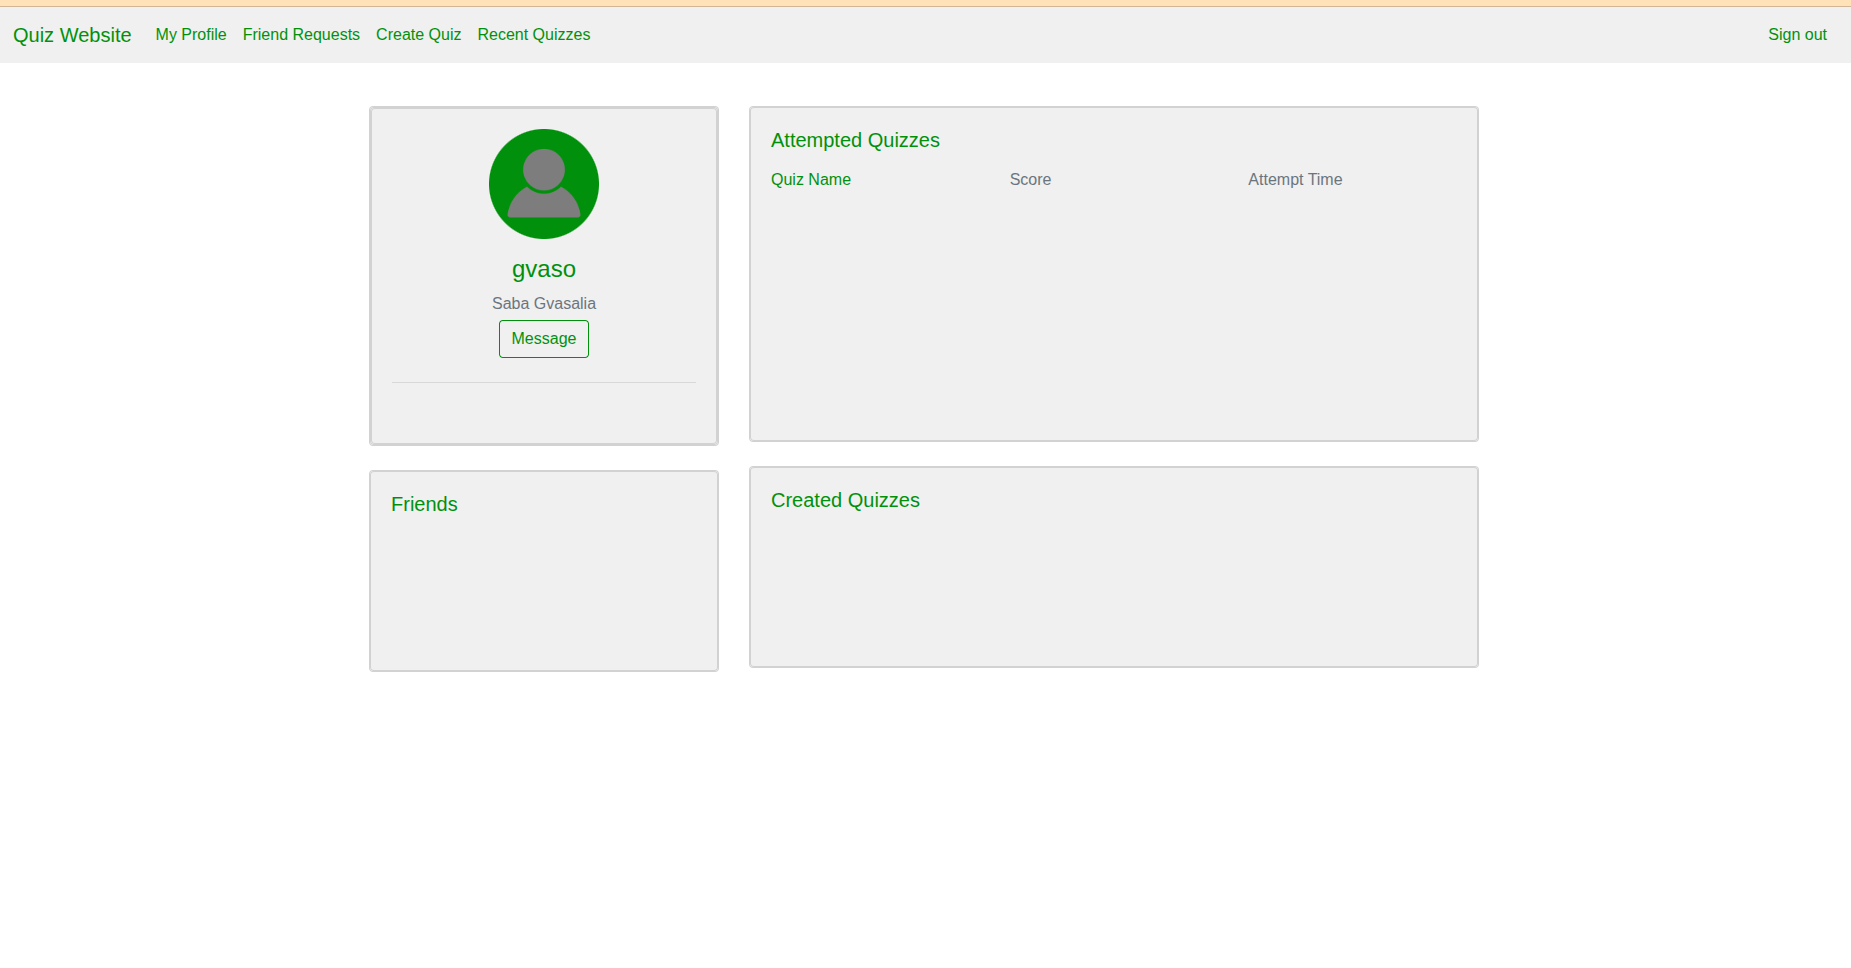 Quiz Website My Profile Friend Requests Create Quiz Recent Quizzes Sign out
gvaso
Saba Gvasalia
Message
Friends
Attempted Quizzes
Quiz Name Score Attempt Time
Created Quizzes